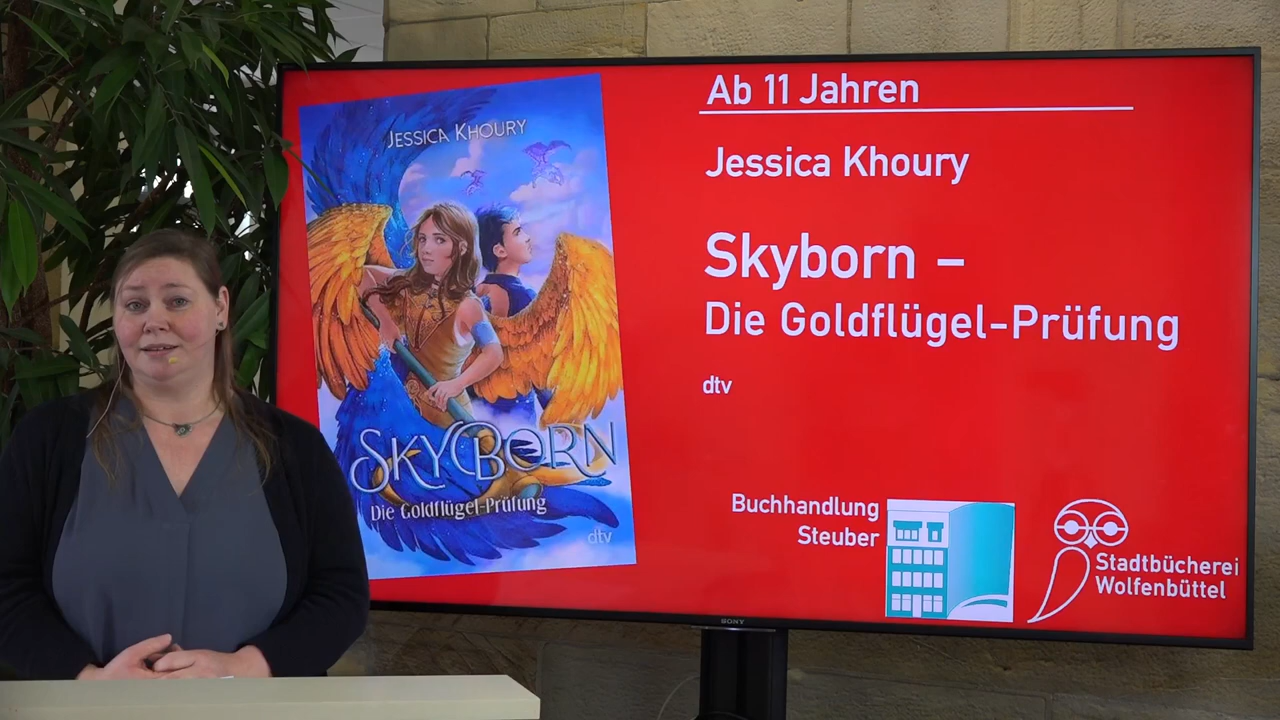 JESSICA KHOURY
SKYBORN
Die Goldflügel-Prüfung
dtv
Ab 11 Jahren
Jessica Khoury
Skyborn –
Die Goldflügel-Prüfung
dtv
Buchhandlung
Steuber
Stadtbücherei
Wolfenbüttel
SONY